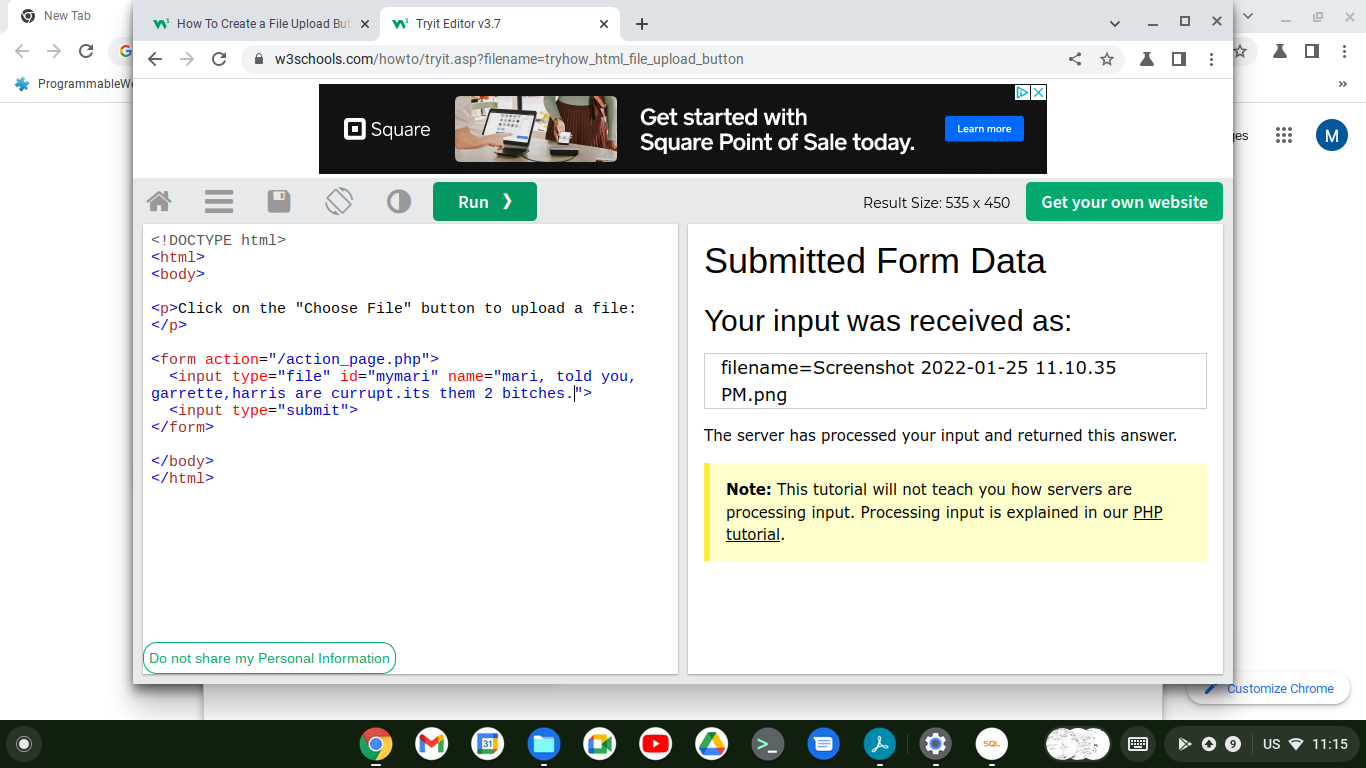 New Tab
How To Create a File Upload But
Tryit Editor v3.7
w3schools.com/howto/tryit.asp?filename=tryhow_html_file_upload_button
ProgrammableWe
»
Square
Get started with
Square Point of Sale today.
Learn more
M
Run ❯
Result Size: 535 x 450
Get your own website
<!DOCTYPE html>
<html>
<body>
<p>Click on the "Choose File" button to upload a file:
</p>
<form action="/action_page.php">
<input type="file" id="mymari" name="mari, told you,
garrette,harris are currupt.its them 2 bitches.">
<input type="submit">
</form>
</body>
</html>
Do not share my Personal Information
Submitted Form Data
Your input was received as:
filename=Screenshot 2022-01-25 11.10.35
PM.png
The server has processed your input and returned this answer.
Note: This tutorial will not teach you how servers are
processing input. Processing input is explained in our PHP
tutorial.
Customize Chrome
31
>_
SQL
9
US
11:15